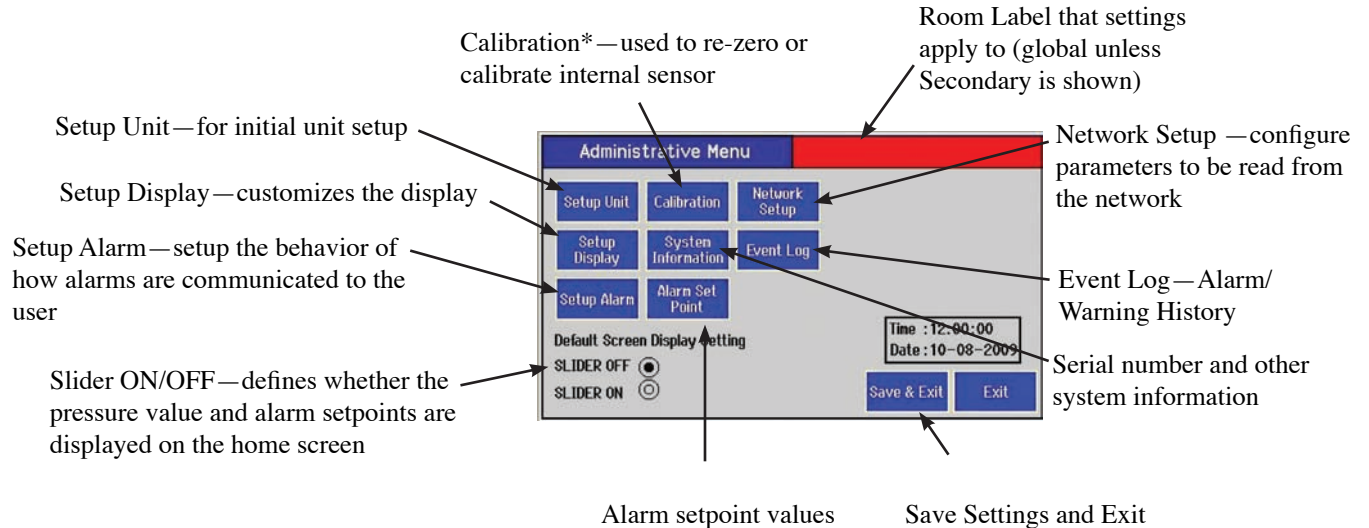 Room Label that settings
apply to (global unless
Secondary is shown)
Calibration*—used to re-zero or
calibrate internal sensor
Setup Unit—for initial unit setup
Setup Display—customizes the display
Setup Alarm—setup the behavior of
how alarms are communicated to the
user
Slider ON/OFF—defines whether the
pressure value and alarm setpoints are
displayed on the home screen
Administrative Menu
Setup Unit
Calibration
Network
Setup
Setup
Display
System
Information
Event Log
Setup Alarm
Alarm Set
Point
Default Screen Display Setting
SLIDER OFF
SLIDER ON
Time :12:00:00
Date :10-08-2009
Save & Exit
Exit
Network Setup —configure
parameters to be read from
the network
Event Log—Alarm/
Warning History
Serial number and other
system information
Alarm setpoint values
Save Settings and Exit